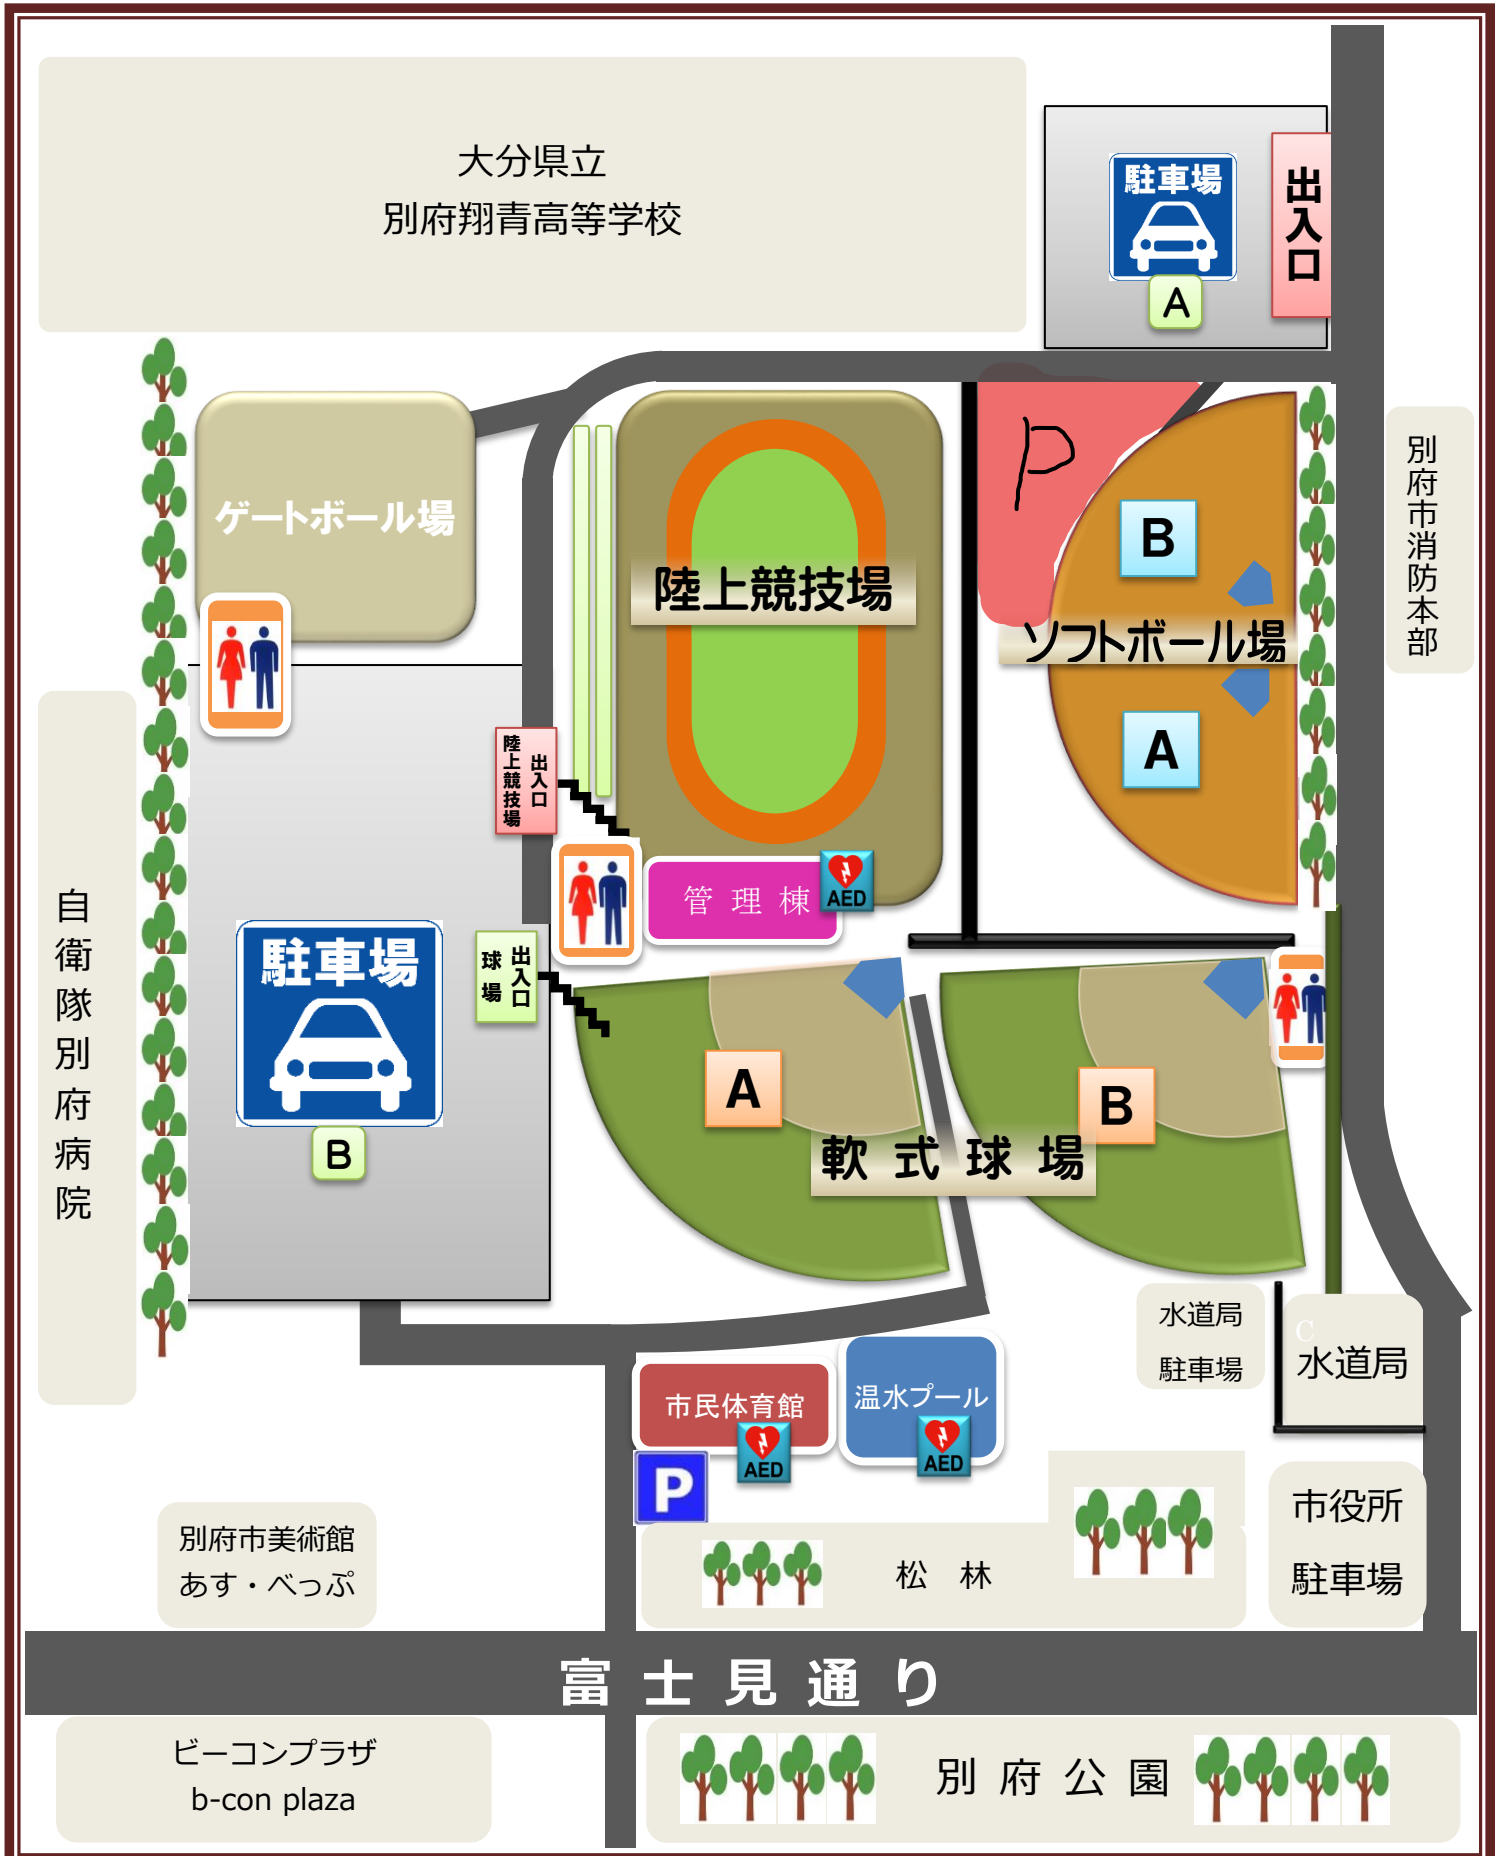 大分県立
別府翔青高等学校
駐車場
A
出入口
P
ゲートボール場
陸上競技場
B
ソフトボール場
A
別府市消防本部
陸上競技場
出入口
管理棟
AED
自衛隊別府病院
駐車場
B
球場
出入口
A
B
軟式球場
水道局
駐車場
C
水道局
市民体育館
AED
温水プール
AED
P
松林
市役所
駐車場
別府市美術館
あす・べっぷ
富士見通り
ビーコンプラザ
b-con plaza
別府公園